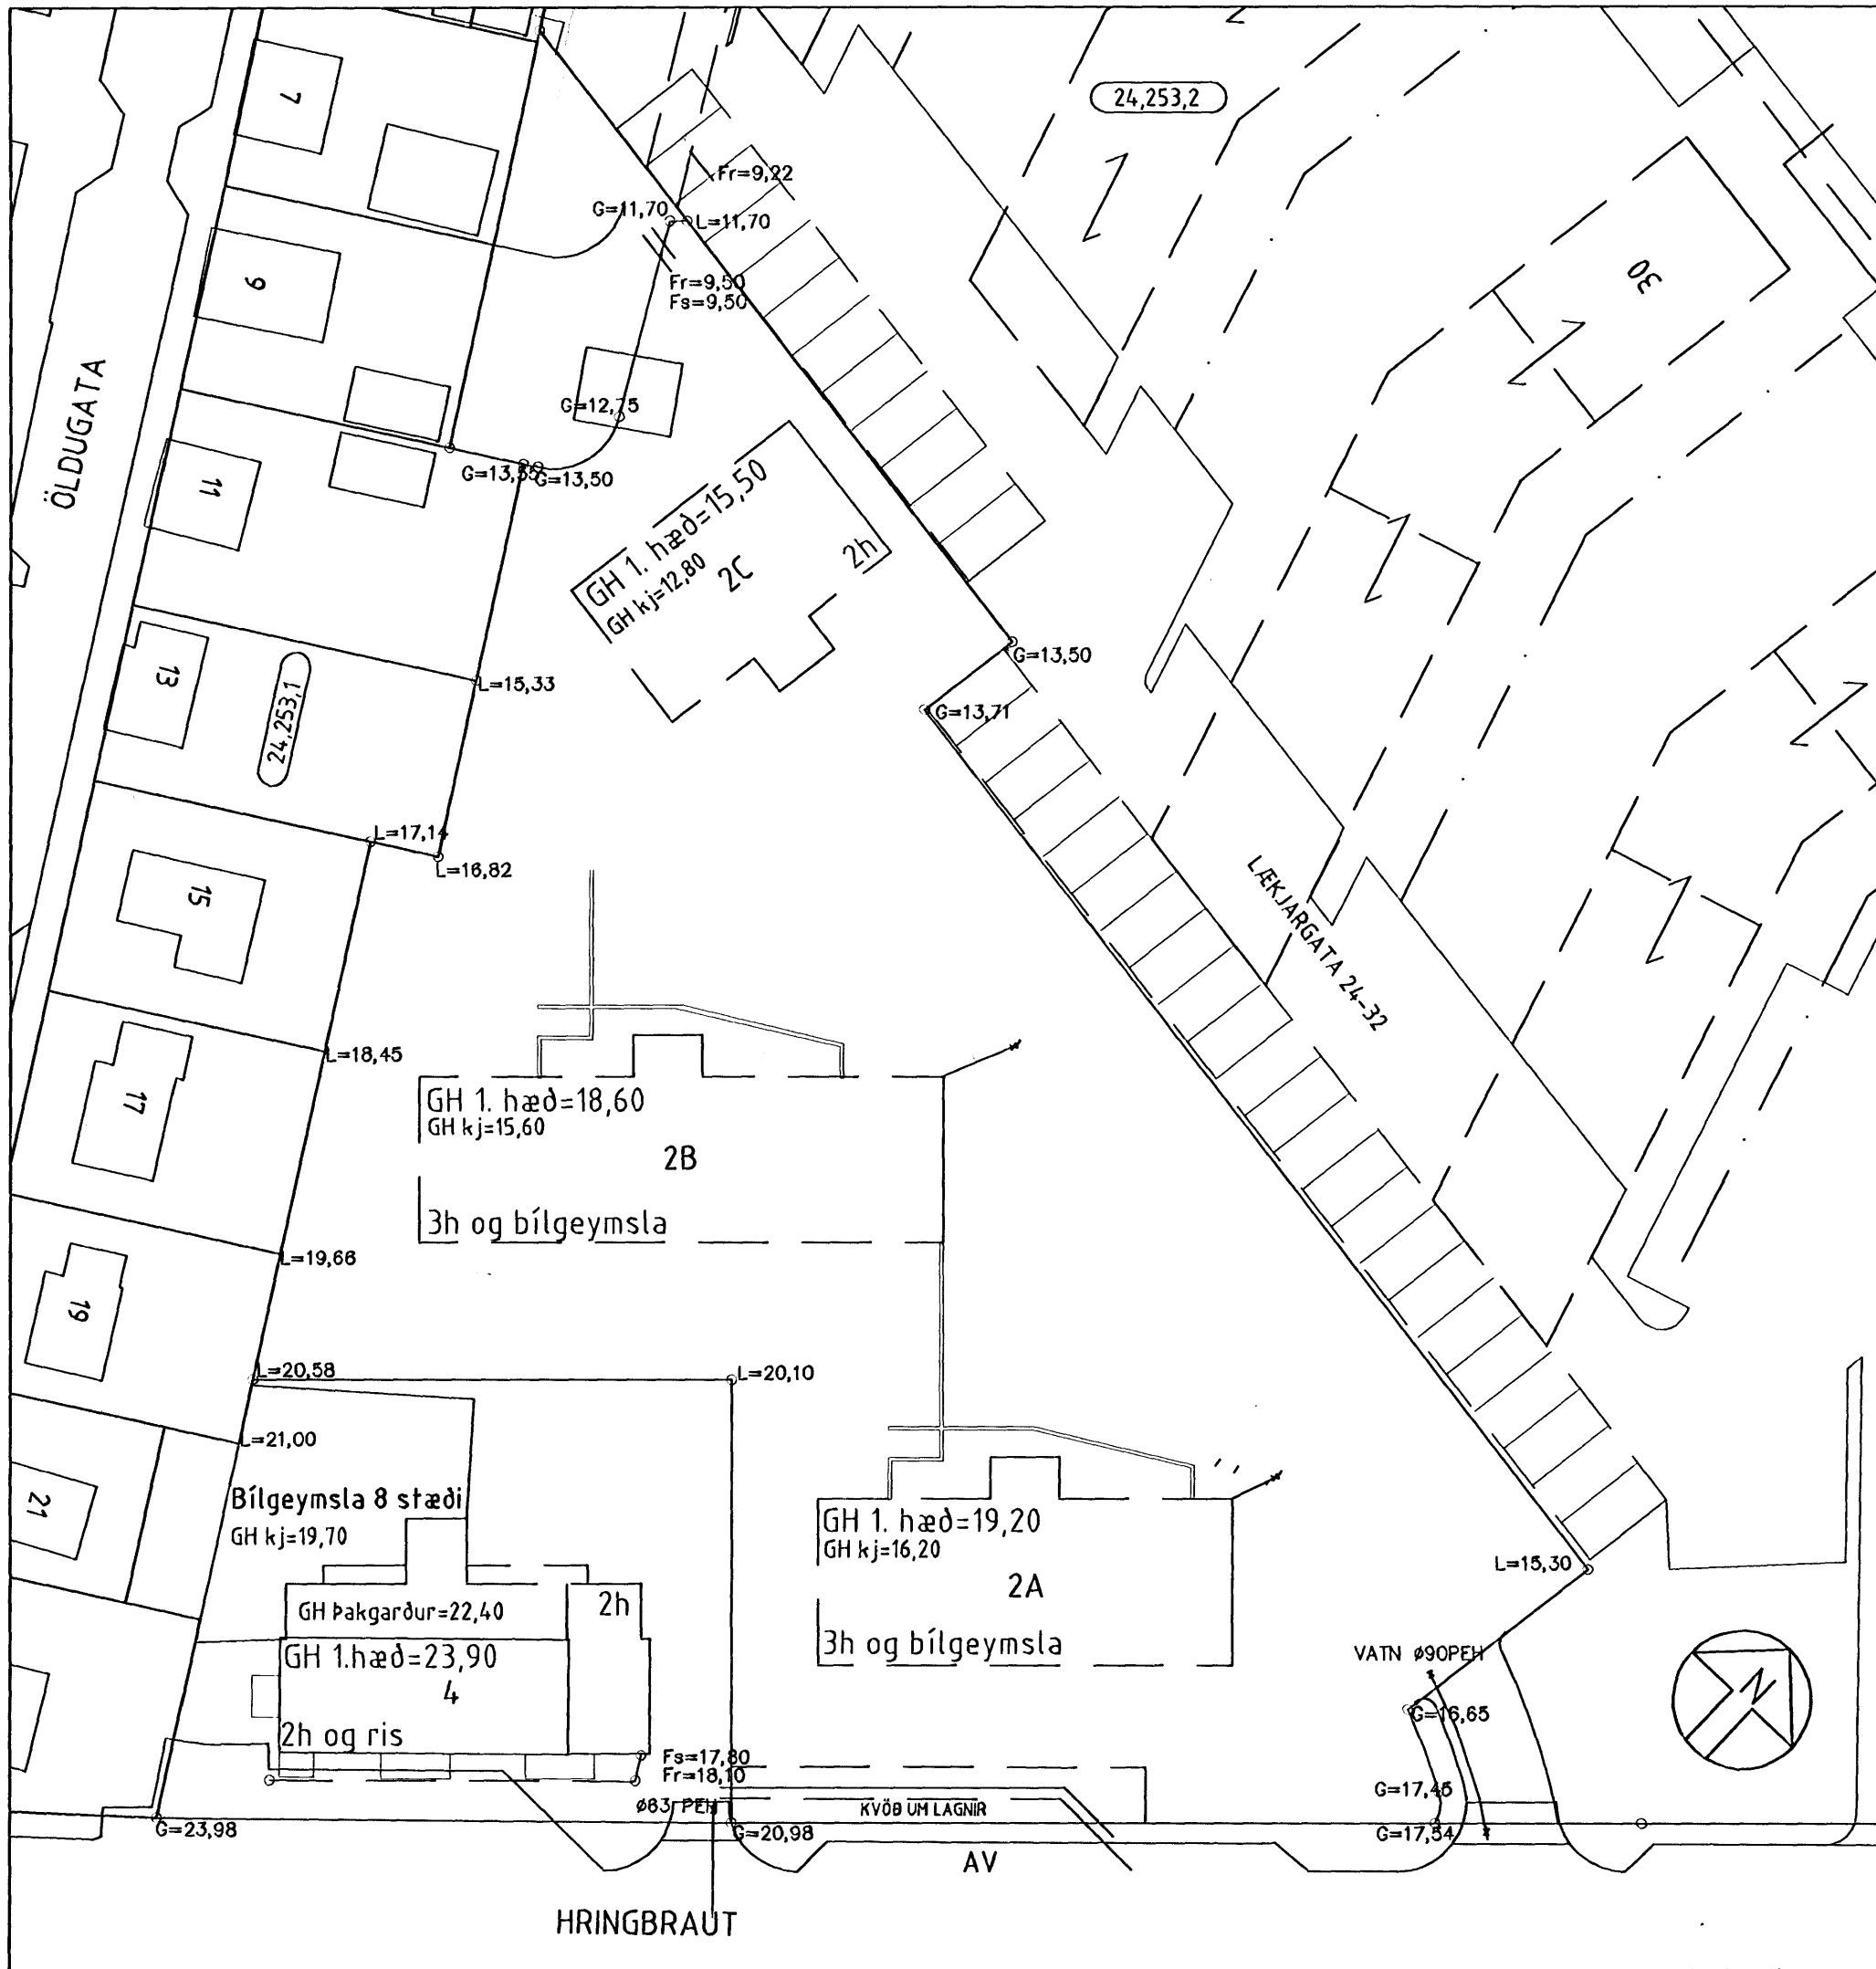 7
24,253,2
Fr=9,22
G=11,70
L=11,70
9
30
Fr=9,50
Fs=9,50
ÖLDUGATA
G=12,75
G=13,55
G=13,50
11
GH 1. hæð=15,50
GH kj=12,80
2C
2h
13
24,253,1
L=15,33
G=13,50
G=13,71
L=17,14
L=16,82
15
LÆKJARGATA 24-32
17
L=18,45
GH 1. hæð=18,60
GH kj=15,60
2B
3h og bílgeymsla
L=19,66
19
L=20,58
L=20,10
L=21,00
21
Bílgeymsla 8 stæði
GH kj=19,70
GH 1. hæð=19,20
GH kj=16,20
2A
3h og bílgeymsla
L=15,30
GH Þakgarður=22,40
2h
GH 1.hæð=23,90
4
2h og ris
VATN ø90PEH
G=16,65
N
Fs=17,80
Fr=18,10
ø63 PEH
KVÖÐ UM LAGNIR
G=17,45
G=23,98
G=20,98
G=17,54
AV
HRINGBRAUT